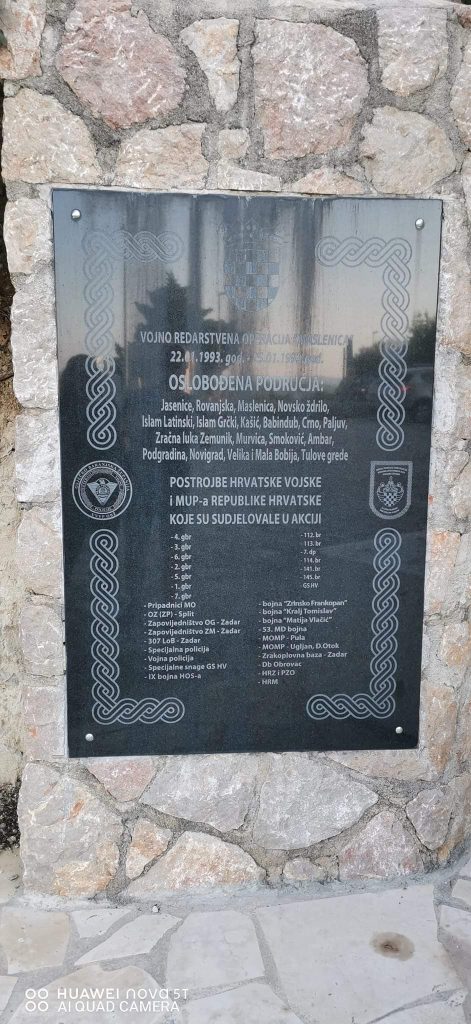 VOJNO REDARSTVENA OPERACIJA "MASLENICA"
22.01.1993. god. - 25.01.1993. god.
OSLOBOĐENA PODRUČJA:
Jasenice, Rovanjska, Maslenica, Novsko ždrilo,
Islam Latinski, Islam Grčki, Kašić, Babindub, Crno, Paljuv,
Zračna luka Zemunik, Murvica, Smoković, Ambar,
Podgradina, Novigrad, Velika i Mala Bobija, Tulove grede
POSTROJBE HRVATSKE VOJSKE
i MUP-a REPUBLIKE HRVATSKE
KOJE SU SUDJELOVALE U AKCIJI
- 4. gbr
- 3. gbr
- 6. gbr
- 2. gbr
- 5. gbr
- 1. gbr
- 7. gbr
- Pripadnici MO
- OZ (ZP) - Split
- Zapovjedništvo OG - Zadar
- Zapovjedništvo ZM - Zadar
- 307 LoB - Zadar
- Specijalna policija
- Vojna policija
- Specijalne snage GS HV
- IX bojna HOS-a
- 112. br
- 113. br
- 7. dp
- 114. br
- 141. br
- 145. br
GS HV
- bojna "Zrinsko Frankopan"
- bojna "Kralj Tomislav"
- bojna "Matija Vlačić"
- 53. MD bojna
- MOMP - Pula
- MOMP - Ugljan, D.Otok
- Zrakoplovna baza - Zadar
- Db Obrovac
- HRZ i PZO
- HRM
HUAWEI nova 5T
AI QUAD CAMERA